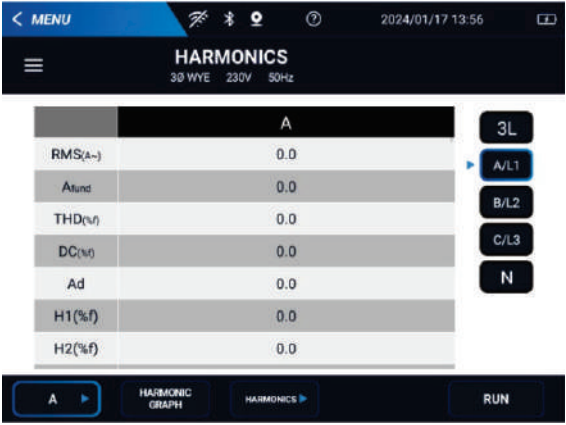 < MENU 2024/01/17 13:56
HARMONICS
3Ø WYE 230V 50Hz
A
RMS(A~) 0.0
Afund 0.0
THD(%f) 0.0
DC(%f) 0.0
Ad 0.0
H1(%f) 0.0
H2(%f) 0.0
3L
A/L1
B/L2
C/L3
N
A HARMONIC GRAPH HARMONICS RUN